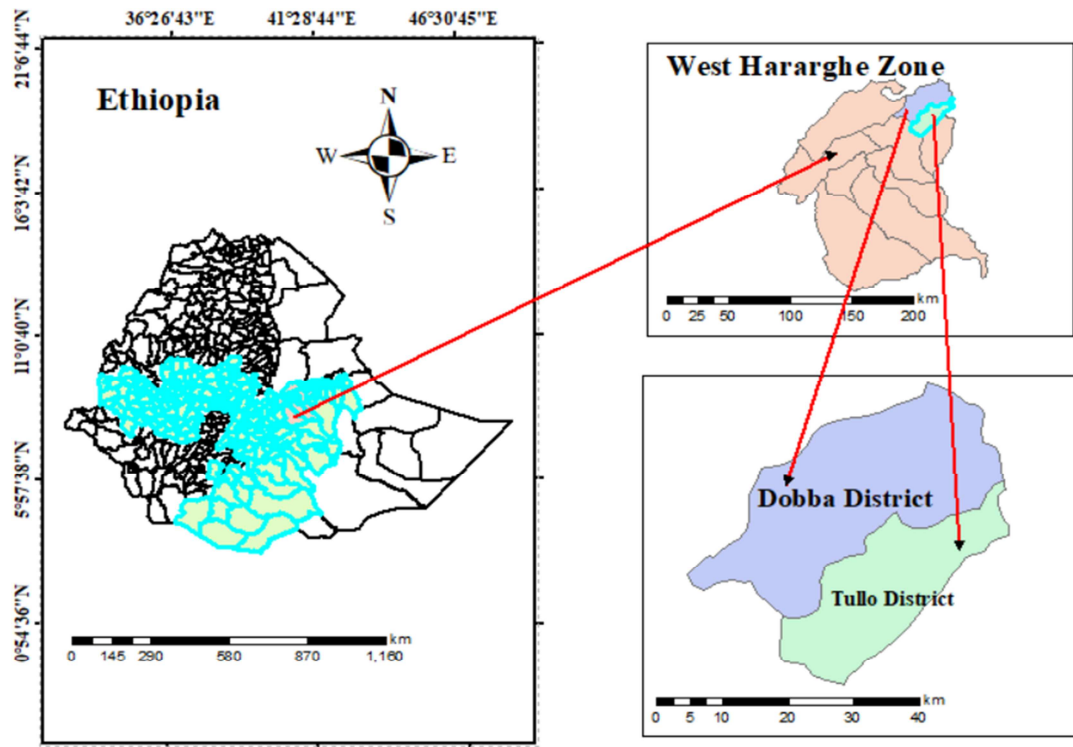 36°26'43"E 41°28'44"E 46°30'45"E
21°6'44"N
16°3'42"N
11°0'40"N
5°57'38"N
0°54'36"N
Ethiopia
N
W E
S
km
0 145 290 580 870 1,160
West Hararghe Zone
km
0 25 50 100 150 200
Dobba District
Tullo District
km
0 5 10 20 30 40